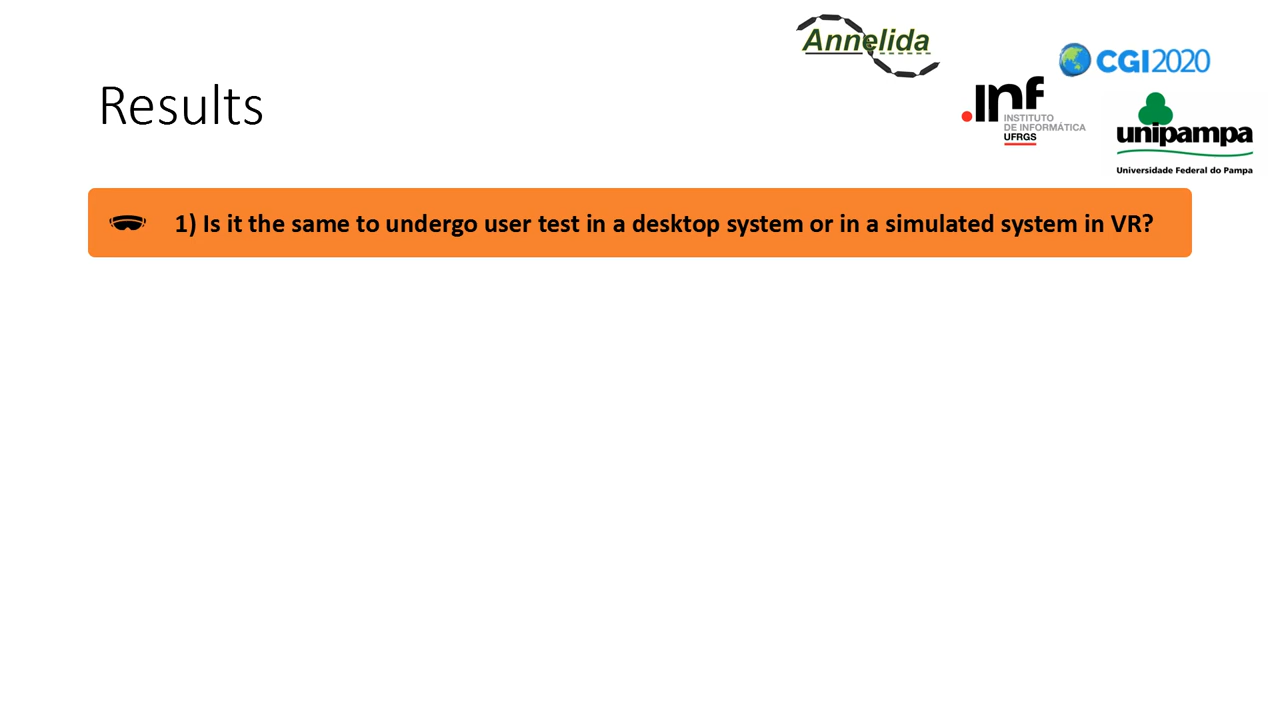 Annelida
CGI2020
Results
.inf
INSTITUTO
DE INFORMÁTICA
UFRGS
unipampa
Universidade Federal do Pampa
1) Is it the same to undergo user test in a desktop system or in a simulated system in VR?